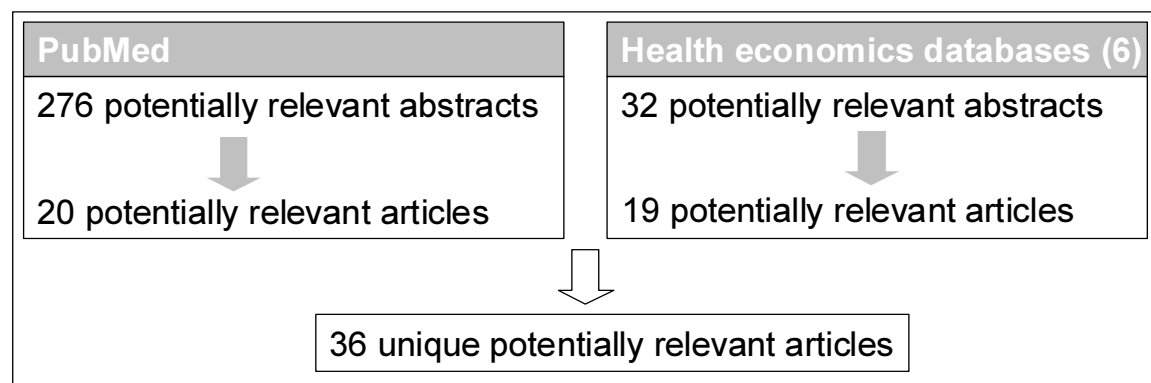 PubMed
276 potentially relevant abstracts
20 potentially relevant articles
Health economics databases (6)
32 potentially relevant abstracts
19 potentially relevant articles
36 unique potentially relevant articles